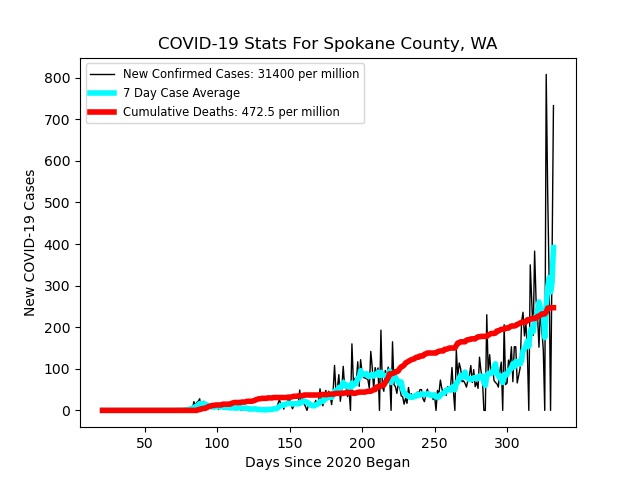 COVID-19 Stats For Spokane County, WA
New Confirmed Cases: 31400 per million
7 Day Case Average
Cumulative Deaths: 472.5 per million
New COVID-19 Cases
800
700
600
500
400
300
200
100
0
50 100 150 200 250 300
Days Since 2020 Began